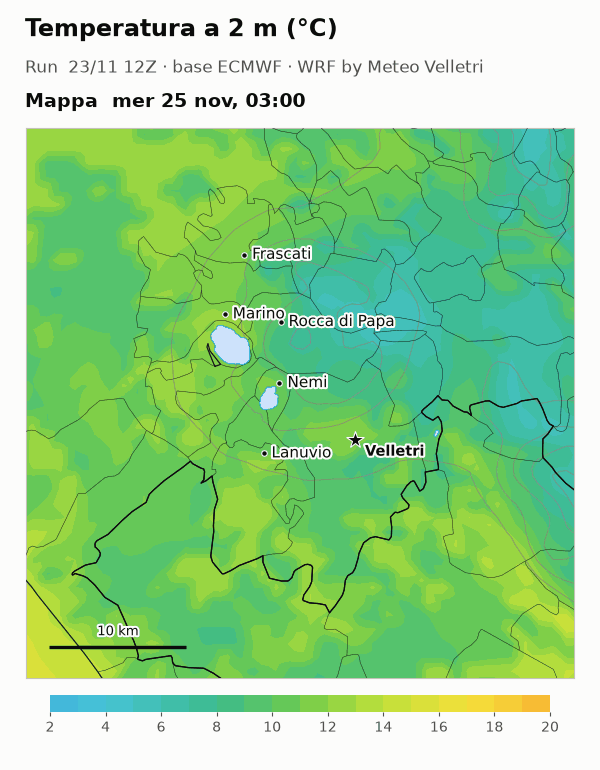 Temperatura a 2 m (°C)
Run 23/11 12Z · base ECMWF · WRF by Meteo Velletri
Mappa mer 25 nov, 03:00
Frascati
Marino
Rocca di Papa
Nemi
Velletri
Lanuvio
10 km
2 4 6 8 10 12 14 16 18 20